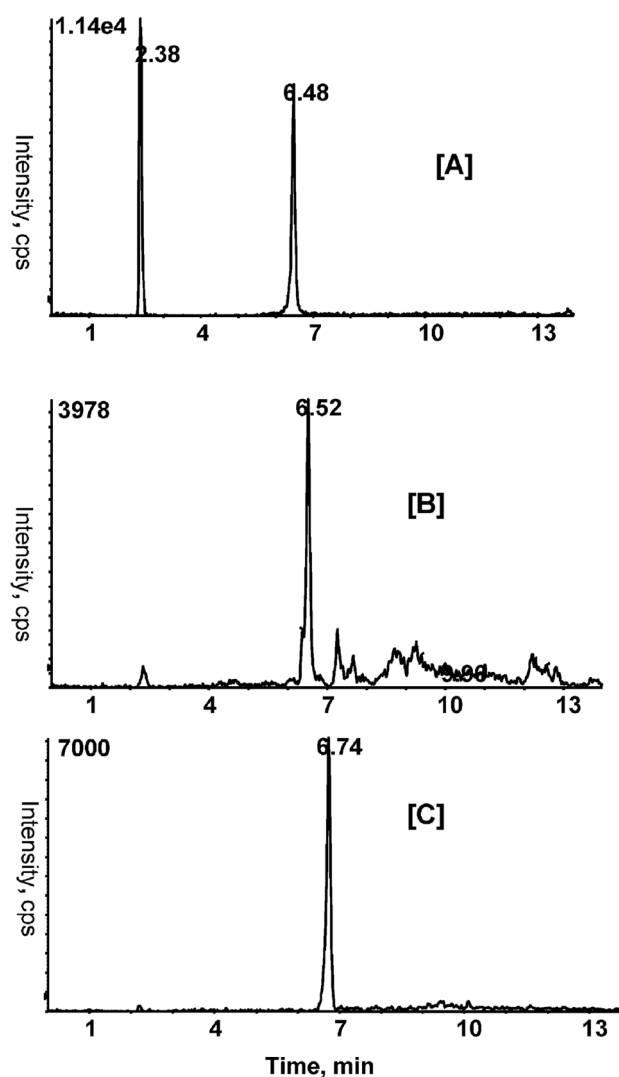 1.14e4
2.38
6.48
[A]
Intensity, cps
1 4 7 10 13
3978
6.52
[B]
Intensity, cps
1 4 7 10 13
7000
6.74
[C]
Intensity, cps
1 4 7 10 13
Time, min